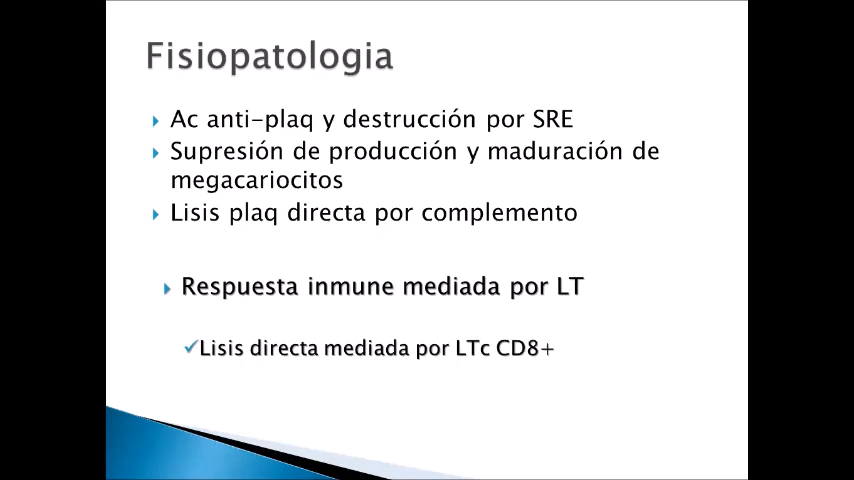 Fisiopatologia
Ac anti-plaq y destrucción por SRE
Supresión de producción y maduración de
megacariocitos
Lisis plaq directa por complemento
Respuesta inmune mediada por LT
Lisis directa mediada por LTc CD8+